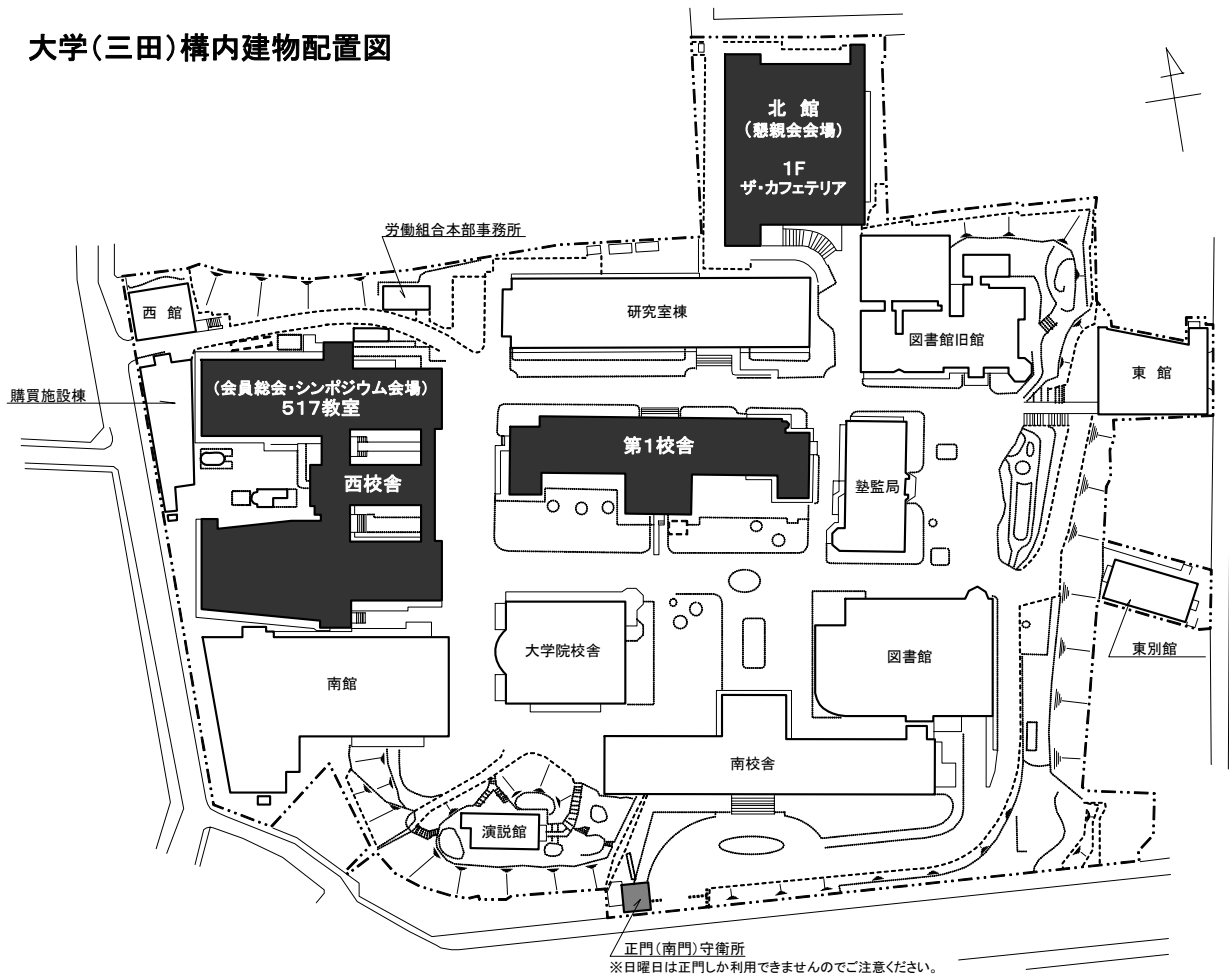 大学(三田)構内建物配置図
北 館
(懇親会会場)
1F
ザ・カフェテリア
労働組合本部事務所
西 館
研究室棟
図書館旧館
東 館
購買施設棟
(会員総会・シンポジウム会場)
517教室
第1校舎
西校舎
塾監局
東別館
大学院校舎
図書館
南館
南校舎
演説館
正門(南門)守衛所
※日曜日は正門しか利用できませんのでご注意ください。